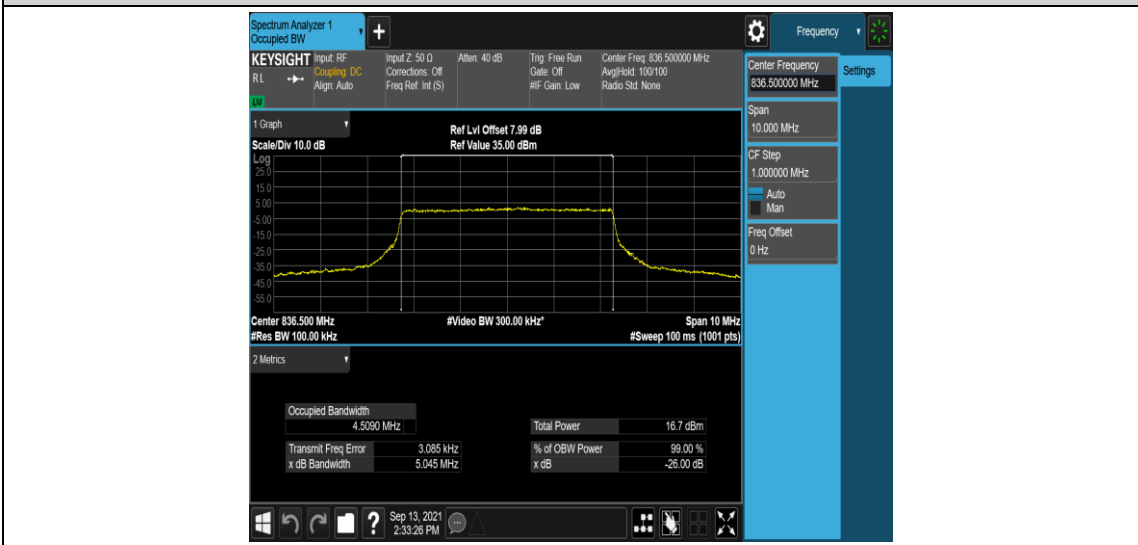 Spectrum Analyzer 1
Occupied BW
+
Frequency
KEYSIGHT
RL
LXI
Input: RF
Coupling: DC
Align: Auto
Input Z: 50 Ω
Corrections: Off
Freq Ref: Int (S)
Atten: 40 dB
Trig: Free Run
Gate: Off
#IF Gain: Low
Center Freq: 836.500000 MHz
Avg|Hold: 100/100
Radio Std: None
Center Frequency
836.500000 MHz
Settings
Span
10.000 MHz
CF Step
1.000000 MHz
Auto
Man
Freq Offset
0 Hz
1 Graph
Scale/Div 10.0 dB
Ref Lvl Offset 7.99 dB
Ref Value 35.00 dBm
Log
25.0
15.0
5.00
-5.00
-15.0
-25.0
-35.0
-45.0
-55.0
Center 836.500 MHz
#Video BW 300.00 kHz*
Span 10 MHz
#Res BW 100.00 kHz
#Sweep 100 ms (1001 pts)
2 Metrics
Occupied Bandwidth
4.5090 MHz
Total Power 16.7 dBm
Transmit Freq Error 3.085 kHz
% of OBW Power 99.00 %
x dB Bandwidth 5.045 MHz
x dB -26.00 dB
?
Sep 13, 2021
2:33:26 PM